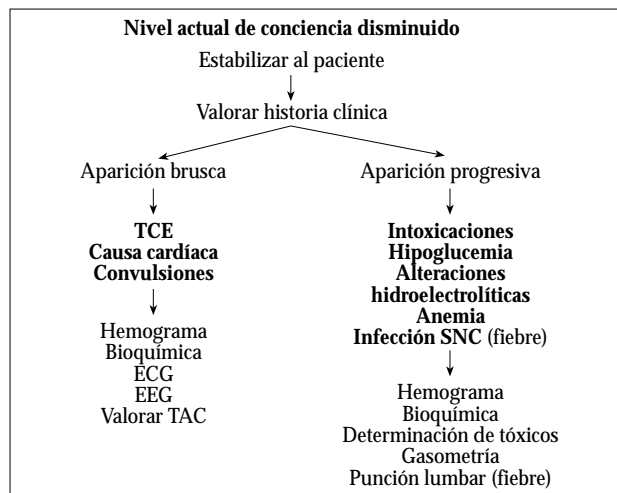 Nivel actual de conciencia disminuido
Estabilizar al paciente
Valorar historia clínica
Aparición brusca
TCE
Causa cardíaca
Convulsiones
Hemograma
Bioquímica
ECG
EEG
Valorar TAC
Aparición progresiva
Intoxicaciones
Hipoglucemia
Alteraciones
hidroelectrolíticas
Anemia
Infección SNC (fiebre)
Hemograma
Bioquímica
Determinación de tóxicos
Gasometría
Punción lumbar (fiebre)